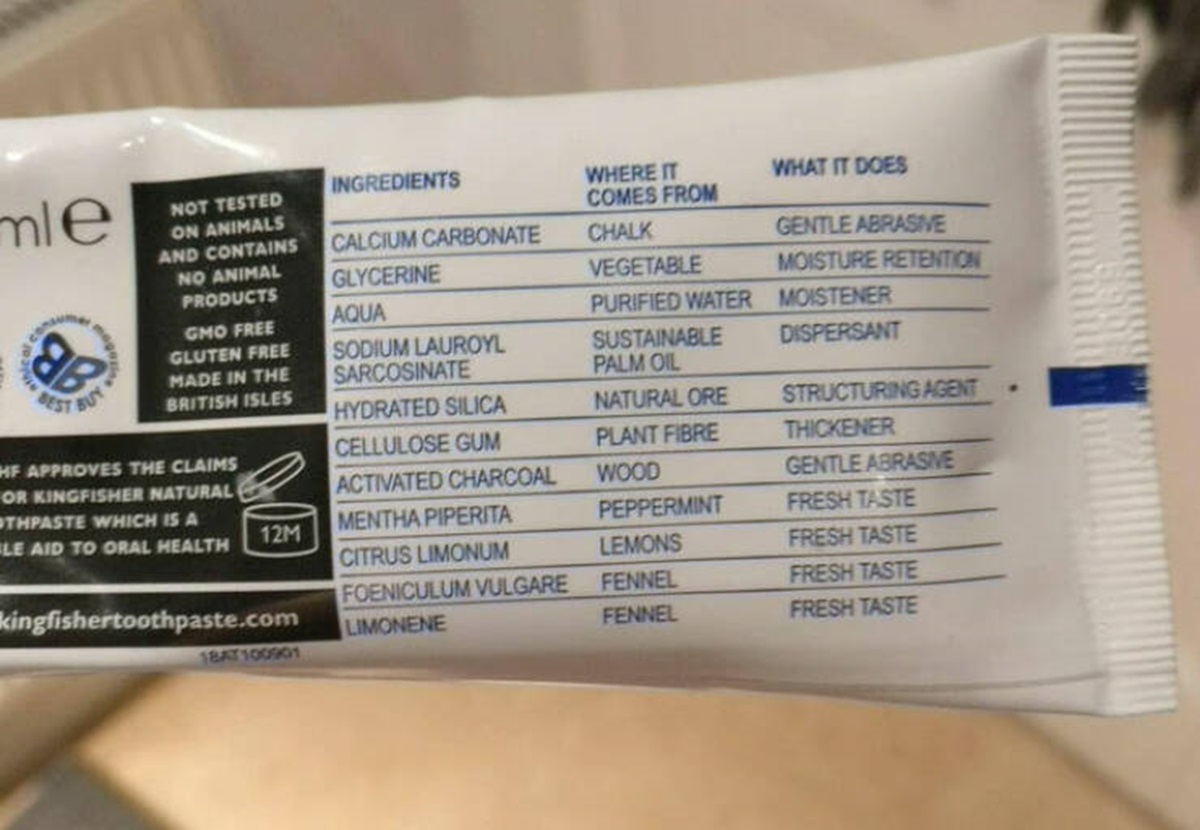 ml e
NOT TESTED
ON ANIMALS
AND CONTAINS
NO ANIMAL
PRODUCTS
GMO FREE
GLUTEN FREE
MADE IN THE
BRITISH ISLES
consumer
BEST BUY
HF APPROVES THE CLAIMS
OR KINGFISHER NATURAL
OTHPASTE WHICH IS A
LE AID TO ORAL HEALTH
12M
kingfishertoothpaste.com
18AT100901
INGREDIENTS WHERE IT COMES FROM WHAT IT DOES
CALCIUM CARBONATE CHALK GENTLE ABRASIVE
GLYCERINE VEGETABLE MOISTURE RETENTION
AQUA PURIFIED WATER MOISTENER
SODIUM LAUROYL SUSTAINABLE DISPERSANT
SARCOSINATE PALM OIL
HYDRATED SILICA NATURAL ORE STRUCTURING AGENT
CELLULOSE GUM PLANT FIBRE THICKENER
ACTIVATED CHARCOAL WOOD GENTLE ABRASIVE
MENTHA PIPERITA PEPPERMINT FRESH TASTE
CITRUS LIMONUM LEMONS FRESH TASTE
FOENICULUM VULGARE FENNEL FRESH TASTE
LIMONENE FENNEL FRESH TASTE